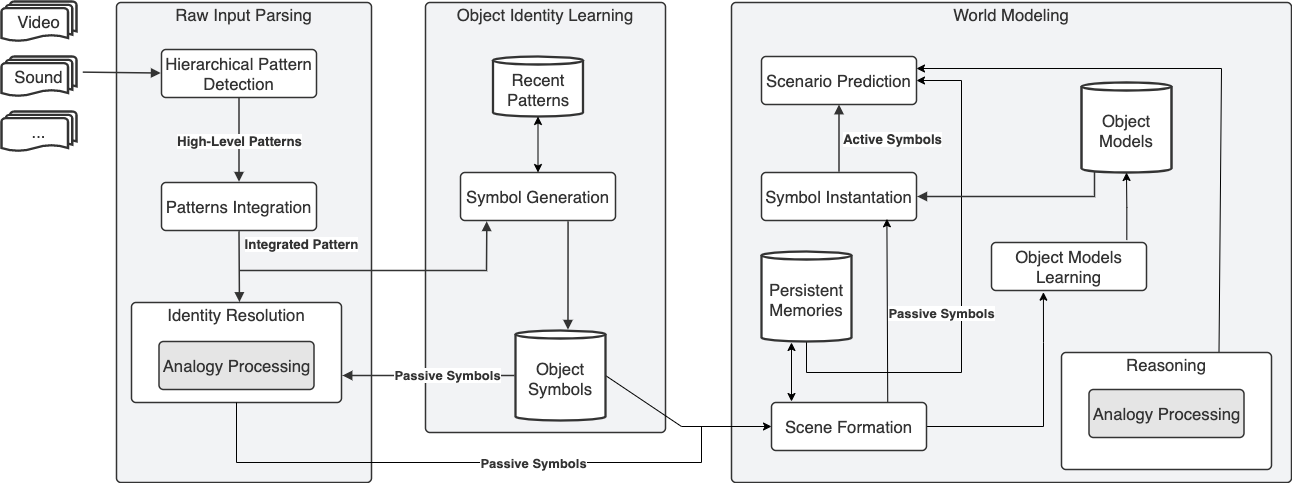 Video
Sound
...
Raw Input Parsing
Hierarchical Pattern
Detection
High-Level Patterns
Patterns Integration
Integrated Pattern
Identity Resolution
Analogy Processing
Object Identity Learning
Recent
Patterns
Symbol Generation
Object
Symbols
Passive Symbols
Passive Symbols
World Modeling
Scenario Prediction
Active Symbols
Symbol Instantation
Object
Models
Object Models
Learning
Persistent
Memories
Passive Symbols
Scene Formation
Reasoning
Analogy Processing